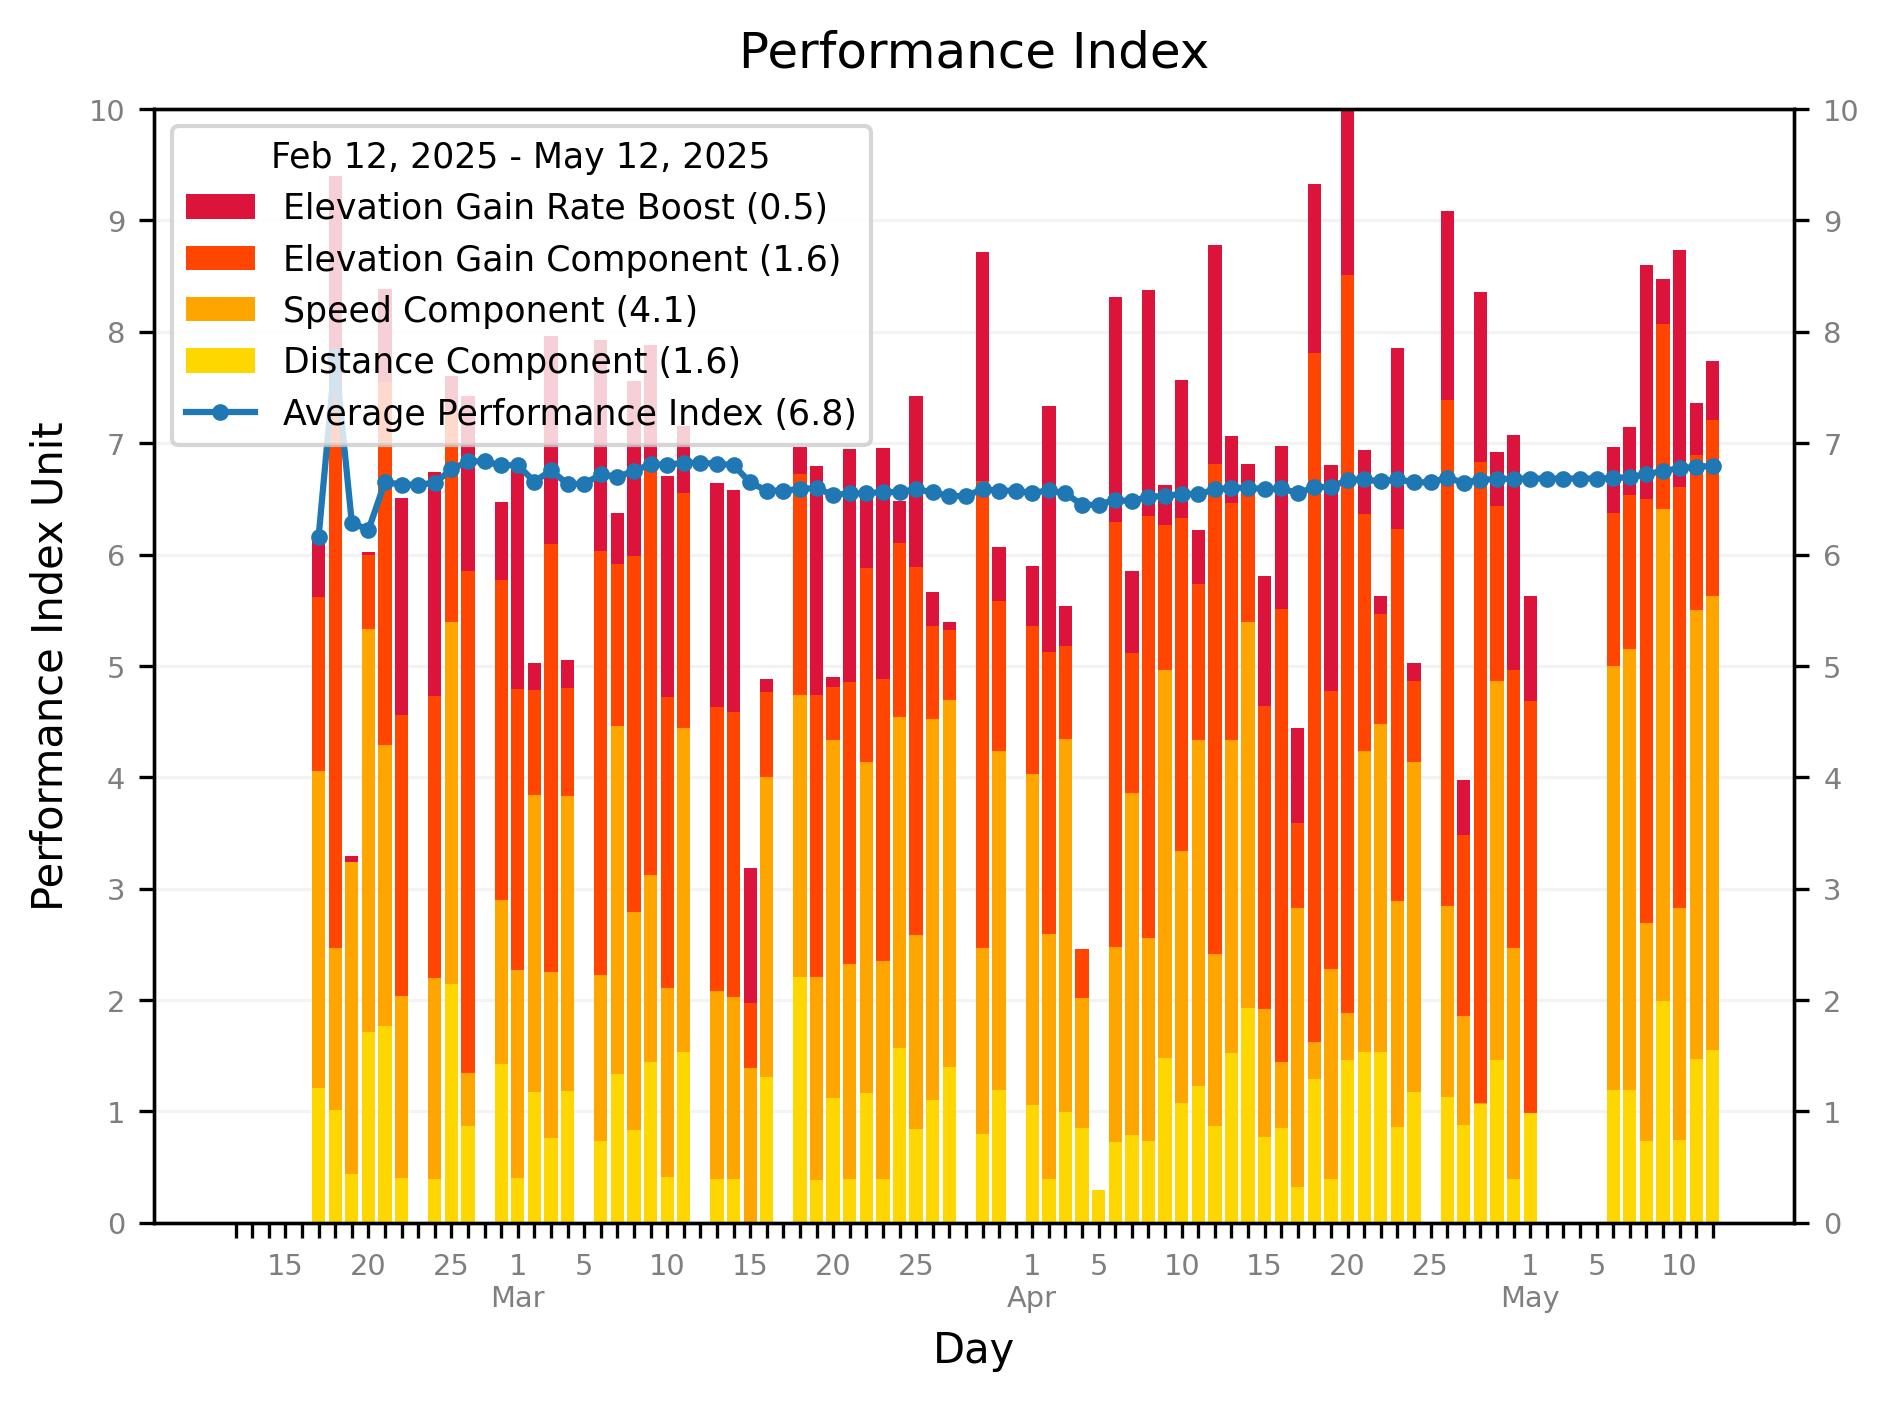 Performance Index
Feb 12, 2025 - May 12, 2025
Elevation Gain Rate Boost (0.5)
Elevation Gain Component (1.6)
Speed Component (4.1)
Distance Component (1.6)
Average Performance Index (6.8)
Performance Index Unit
10
9
8
7
6
5
4
3
2
1
0
10
9
8
7
6
5
4
3
2
1
0
15 20 25 1 5 10 15 20 25 1 5 10 15 20 25 1 5 10
Mar Apr May
Day